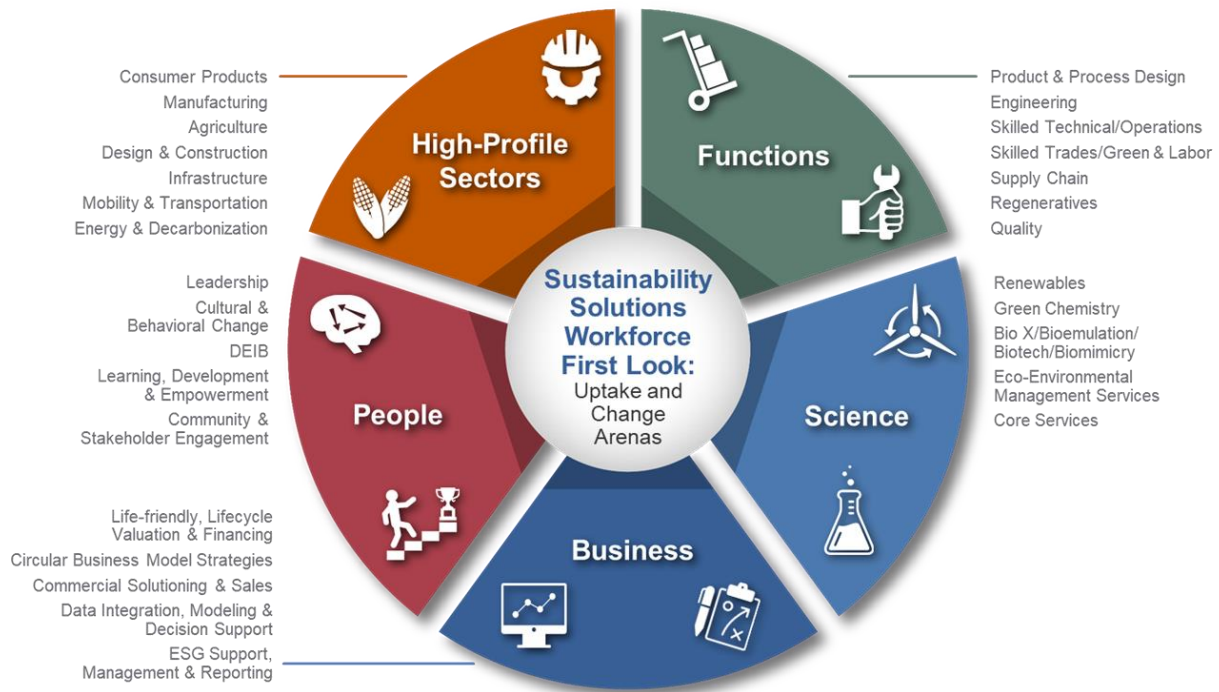 Consumer Products
Manufacturing
Agriculture
Design & Construction
Infrastructure
Mobility & Transportation
Energy & Decarbonization
High-Profile
Sectors
Functions
Product & Process Design
Engineering
Skilled Technical/Operations
Skilled Trades/Green & Labor
Supply Chain
Regeneratives
Quality
Sustainability
Solutions
Workforce
First Look:
Uptake and
Change
Arenas
Leadership
Cultural &
Behavioral Change
DEIB
Learning, Development
& Empowerment
Community &
Stakeholder Engagement
People
Science
Renewables
Green Chemistry
Bio X/Bioemulation/
Biotech/Biomimicry
Eco-Environmental
Management Services
Core Services
Life-friendly, Lifecycle
Valuation & Financing
Circular Business Model Strategies
Commercial Solutioning & Sales
Data Integration, Modeling &
Decision Support
ESG Support,
Management & Reporting
Business